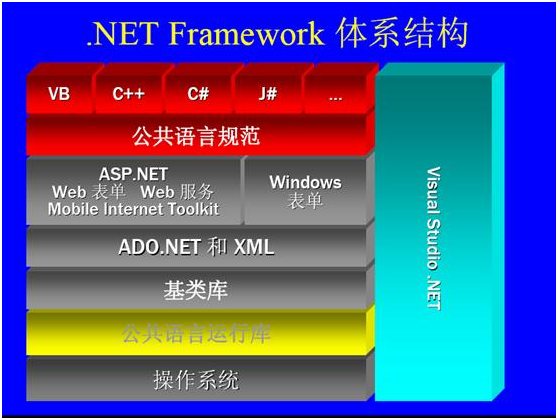 .NET Framework 体系结构
VB
C++
C#
J#
...
公共语言规范
ASP.NET
Web 表单 Web 服务
Mobile Internet Toolkit
Windows
表单
ADO.NET 和 XML
基类库
公共语言运行库
操作系统
Visual Studio .NET